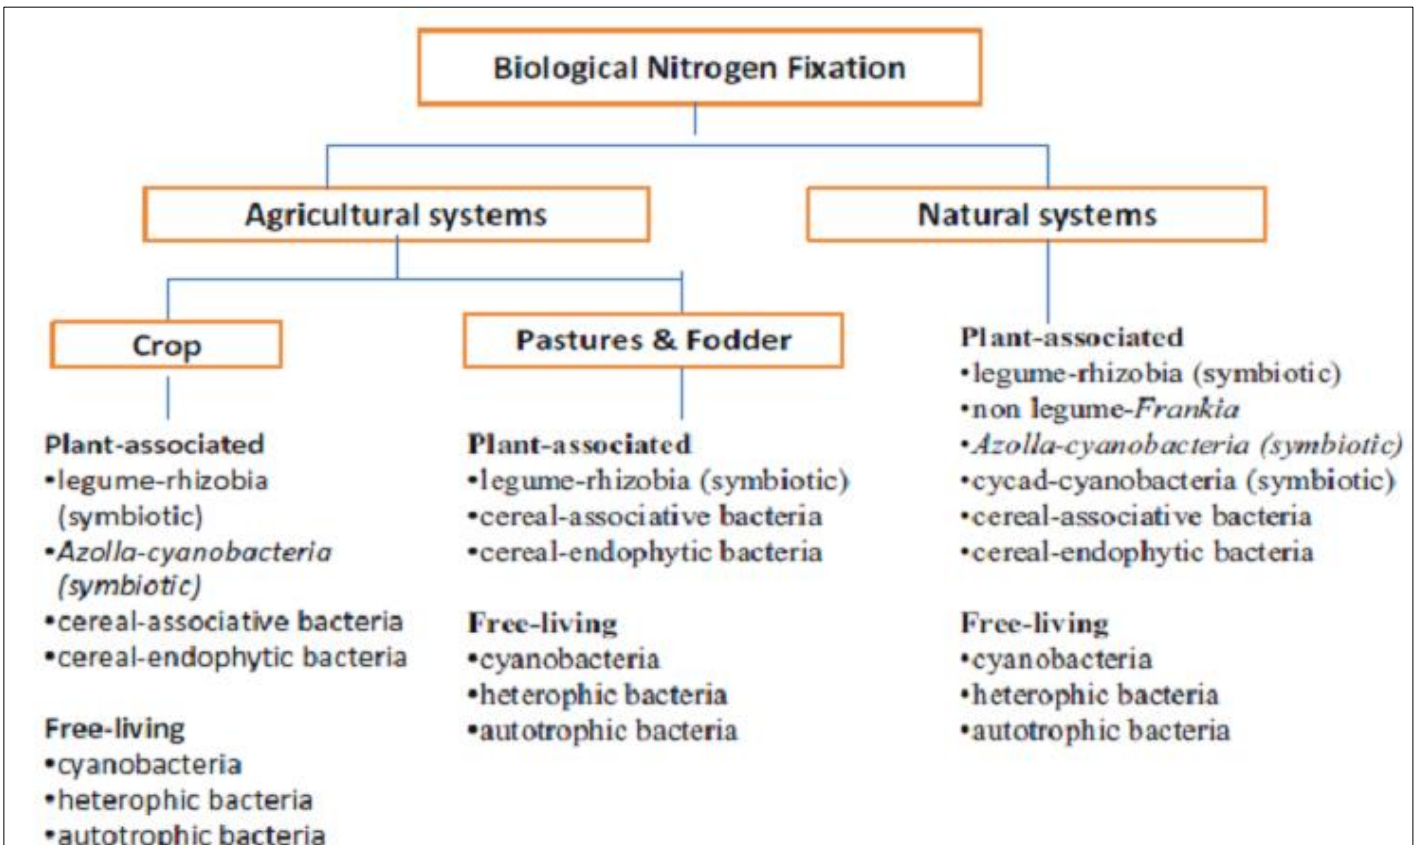 Biological Nitrogen Fixation
Agricultural systems
Natural systems
Crop
Plant-associated
•legume-rhizobia
(symbiotic)
•Azolla-cyanobacteria
(symbiotic)
•cereal-associative bacteria
•cereal-endophytic bacteria
Free-living
•cyanobacteria
•heterophic bacteria
•autotrophic bacteria
Pastures & Fodder
Plant-associated
•legume-rhizobia (symbiotic)
•cereal-associative bacteria
•cereal-endophytic bacteria
Free-living
•cyanobacteria
•heterophic bacteria
•autotrophic bacteria
Plant-associated
•legume-rhizobia (symbiotic)
•non legume-Frankia
•Azolla-cyanobacteria (symbiotic)
•cycad-cyanobacteria (symbiotic)
•cereal-associative bacteria
•cereal-endophytic bacteria
Free-living
•cyanobacteria
•heterophic bacteria
•autotrophic bacteria